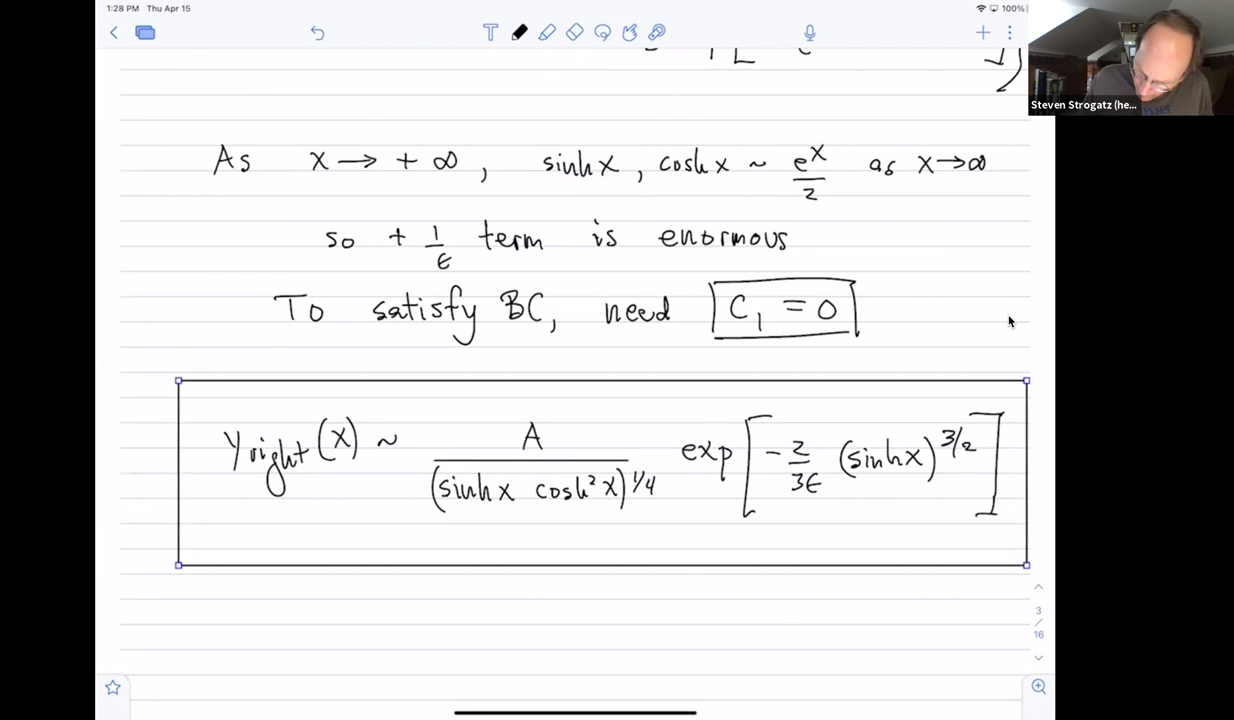 1:28 PM Thu Apr 15
100%
Steven Strogatz (he...
As x → + ∞ , sinh x , cosh x ~ e^x/2 as x→∞
so + 1/ϵ term is enormous
To satisfy BC, need C₁ = 0
y_right(x) ~ A/(sinh x cosh² x)^1/4 exp[- 2/3ϵ (sinh x)^3/2]
3
/
16